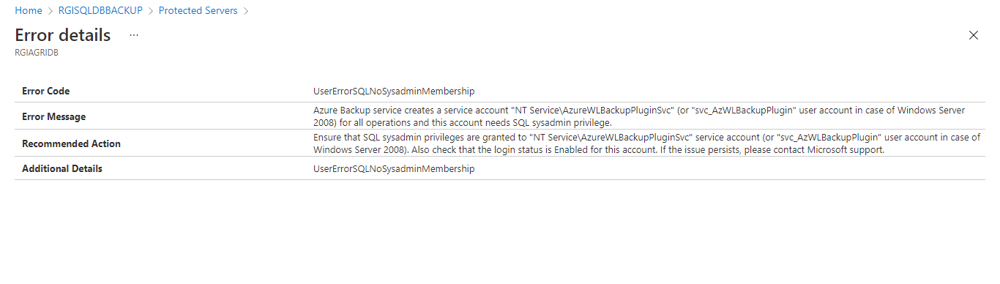 Home > RGISQLDBBACKUP > Protected Servers >
Error details ...
RGIAGRIDB
Error Code UserErrorSQLNoSysadminMembership
Error Message Azure Backup service creates a service account "NT Service\AzureWLBackupPluginSvc" (or "svc_AzWLBackupPlugin" user account in case of Windows Server
2008) for all operations and this account needs SQL sysadmin privilege.
Recommended Action Ensure that SQL sysadmin privileges are granted to "NT Service\AzureWLBackupPluginSvc" service account (or "svc_AzWLBackupPlugin" user account in case of
Windows Server 2008). Also check that the login status is Enabled for this account. If the issue persists, please contact Microsoft support.
Additional Details UserErrorSQLNoSysadminMembership